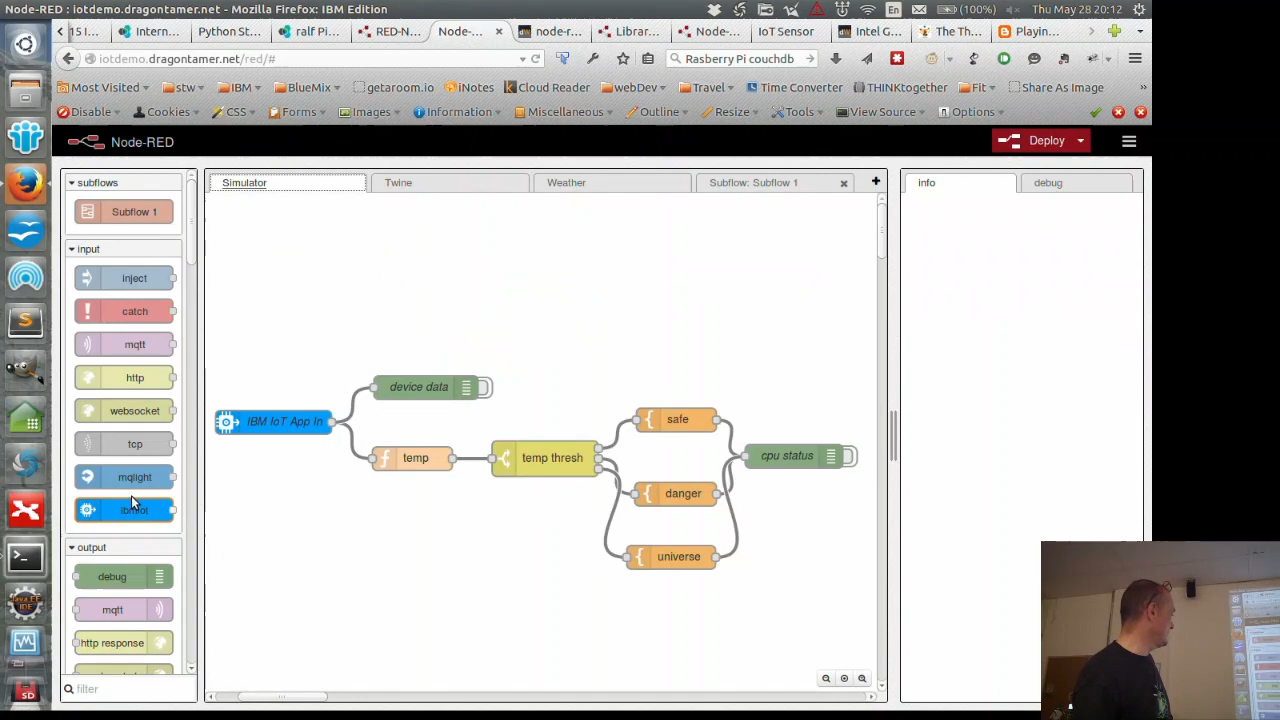 Node-RED : iotdemo.dragontamer.net - Mozilla Firefox: IBM Edition
En
(100%)
Thu May 28 20:12
Intern...
Python St...
ralf Pi...
RED-N...
Node-...
node-r...
Librar...
Node-...
IoT Sensor
Intel G...
The Th...
Playin...
iotdemo.dragontamer.net/red/#
Rasberry Pi couchdb
Most Visited
stw
IBM
BlueMix
getaroom.io
iNotes
Cloud Reader
webDev
Travel
Time Converter
THINKtogether
Fit
Share As Image
Disable
Cookies
CSS
Forms
Images
Information
Miscellaneous
Outline
Resize
Tools
View Source
Options
Node-RED
Deploy
subflows
Simulator
Twine
Weather
Subflow: Subflow 1
info
debug
Subflow 1
input
inject
catch
mqtt
http
websocket
tcp
mqlight
ibmiot
output
debug
mqtt
http response
filter
device data
IBM IoT App In
temp
temp thresh
safe
danger
universe
cpu status
SD